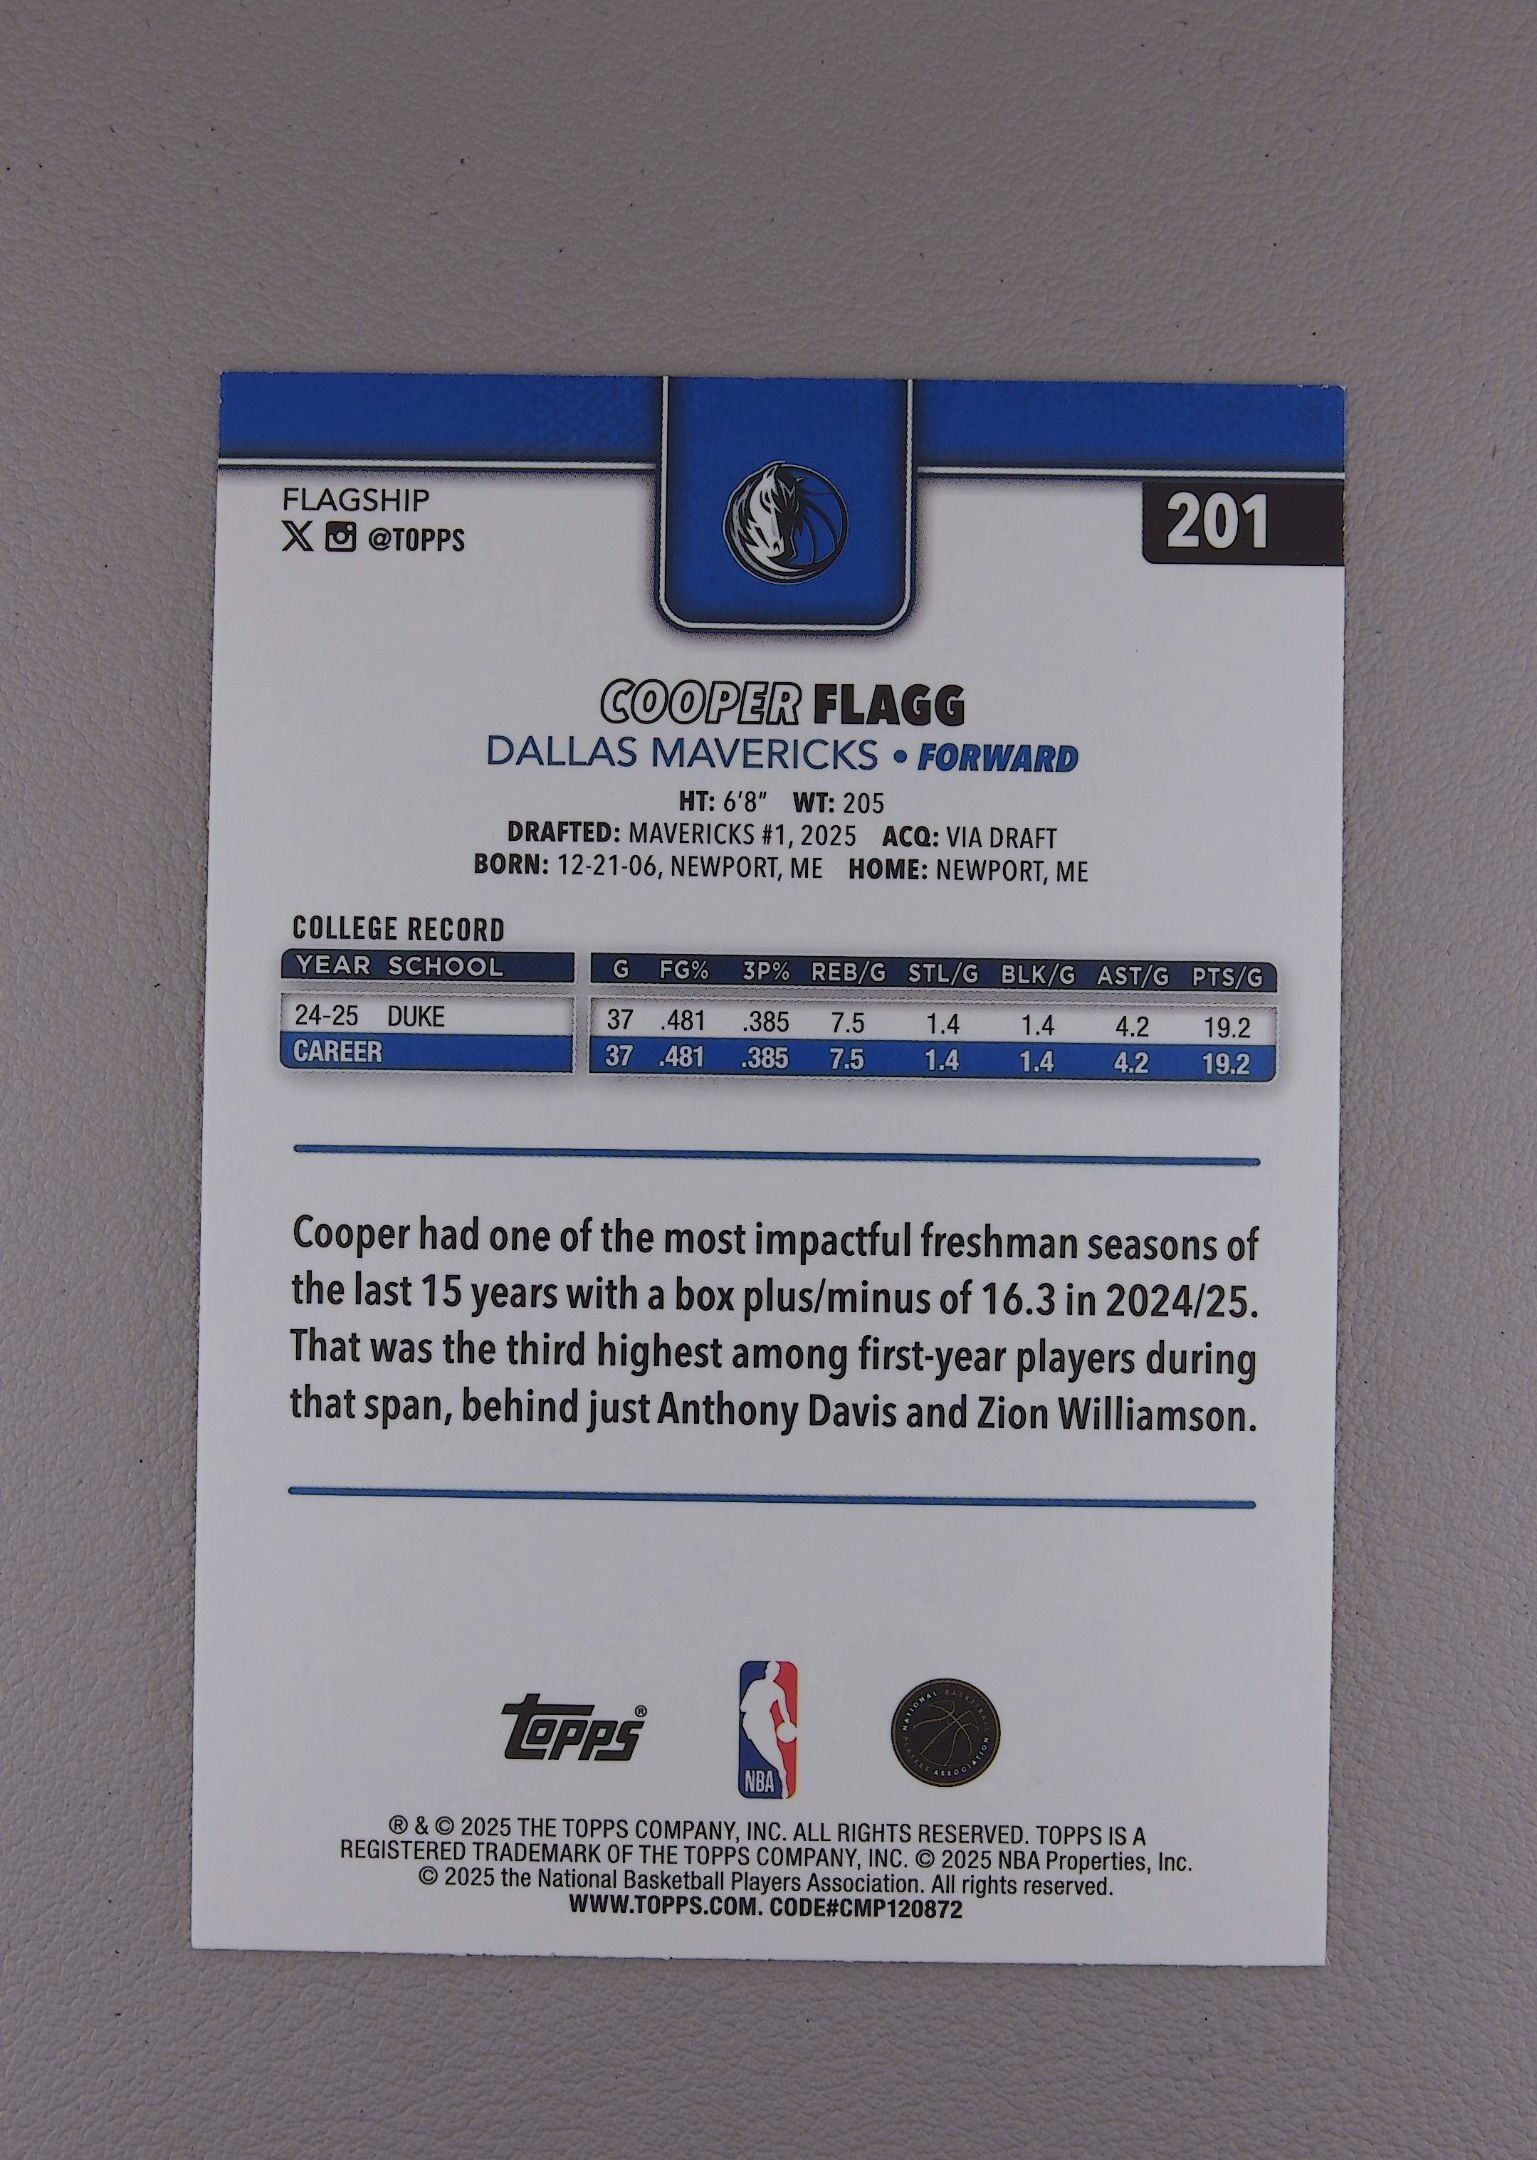 FLAGSHIP
@TOPPS
201
COOPER FLAGG
DALLAS MAVERICKS • FORWARD
HT: 6'8" WT: 205
DRAFTED: MAVERICKS #1, 2025 ACQ: VIA DRAFT
BORN: 12-21-06, NEWPORT, ME HOME: NEWPORT, ME
COLLEGE RECORD
YEAR SCHOOL G FG% 3P% REB/G STL/G BLK/G AST/G PTS/G
24-25 DUKE 37 .481 .385 7.5 1.4 1.4 4.2 19.2
CAREER 37 .481 .385 7.5 1.4 1.4 4.2 19.2
Cooper had one of the most impactful freshman seasons of
the last 15 years with a box plus/minus of 16.3 in 2024/25.
That was the third highest among first-year players during
that span, behind just Anthony Davis and Zion Williamson.
Topps®
NBA
NATIONAL BASKETBALL PLAYERS ASSOCIATION
® & © 2025 THE TOPPS COMPANY, INC. ALL RIGHTS RESERVED. TOPPS IS A
REGISTERED TRADEMARK OF THE TOPPS COMPANY, INC. © 2025 NBA Properties, Inc.
© 2025 the National Basketball Players Association. All rights reserved.
WWW.TOPPS.COM. CODE#CMP120872